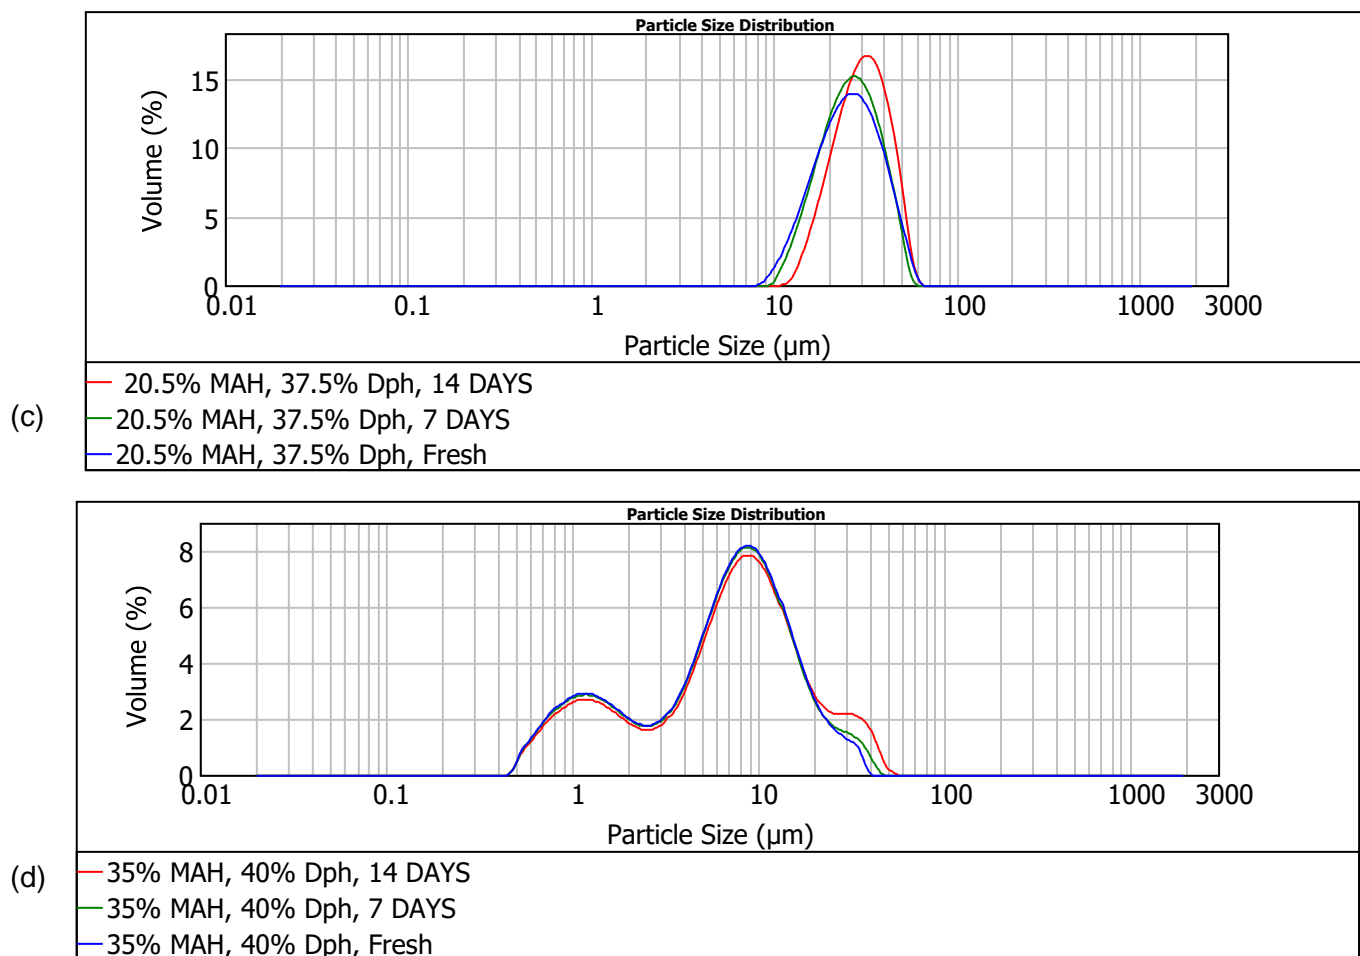 Particle Size Distribution
Volume (%)
15
10
5
0
0.01 0.1 1 10 100 1000 3000
Particle Size (µm)
20.5% MAH, 37.5% Dph, 14 DAYS
(c)
20.5% MAH, 37.5% Dph, 7 DAYS
20.5% MAH, 37.5% Dph, Fresh
Particle Size Distribution
Volume (%)
8
6
4
2
0
0.01 0.1 1 10 100 1000 3000
Particle Size (µm)
35% MAH, 40% Dph, 14 DAYS
(d)
35% MAH, 40% Dph, 7 DAYS
35% MAH, 40% Dph, Fresh